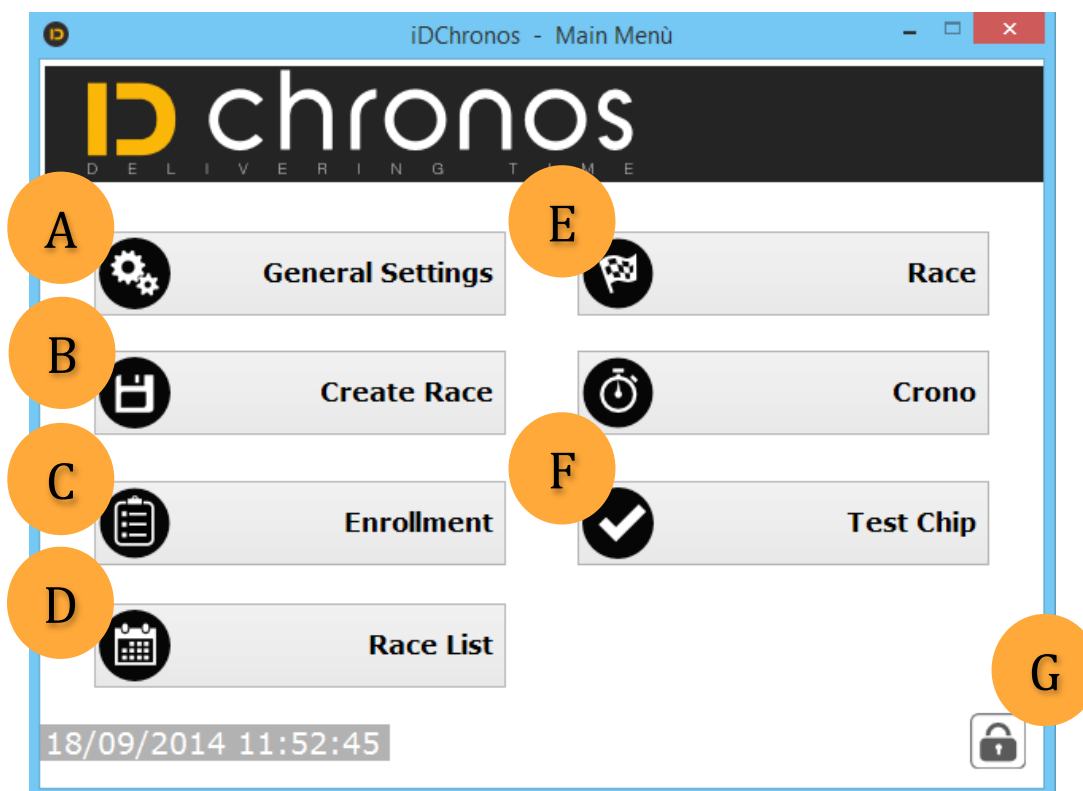 iDChronos - Main Menù
ID chronos
DELIVERING TIME
A
General Settings
E
Race
B
Create Race
Crono
C
Enrollment
F
Test Chip
D
Race List
G
18/09/2014 11:52:45